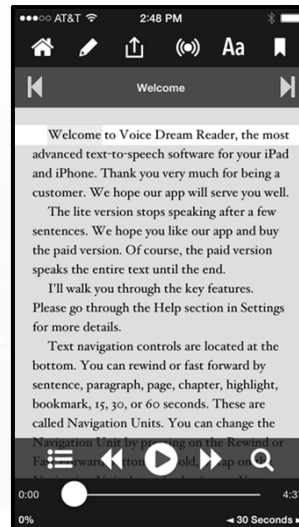 AT&T 2:48 PM
Aa
Welcome
Welcome to Voice Dream Reader, the most
advanced text-to-speech software for your iPad
and iPhone. Thank you very much for being a
customer. We hope our app will serve you well.
The lite version stops speaking after a few
sentences. We hope you like our app and buy
the paid version. Of course, the paid version
speaks the entire text until the end.
I'll walk you through the key features.
Please go through the Help section in Settings
for more details.
Text navigation controls are located at the
bottom. You can rewind or fast forward by
sentence, paragraph, page, chapter, highlight,
bookmark, 15, 30, or 60 seconds. These are
called Navigation Units. You can change the
Navigation Unit by pressing on the Rewind or
0:00 4:37
0% 30 Seconds